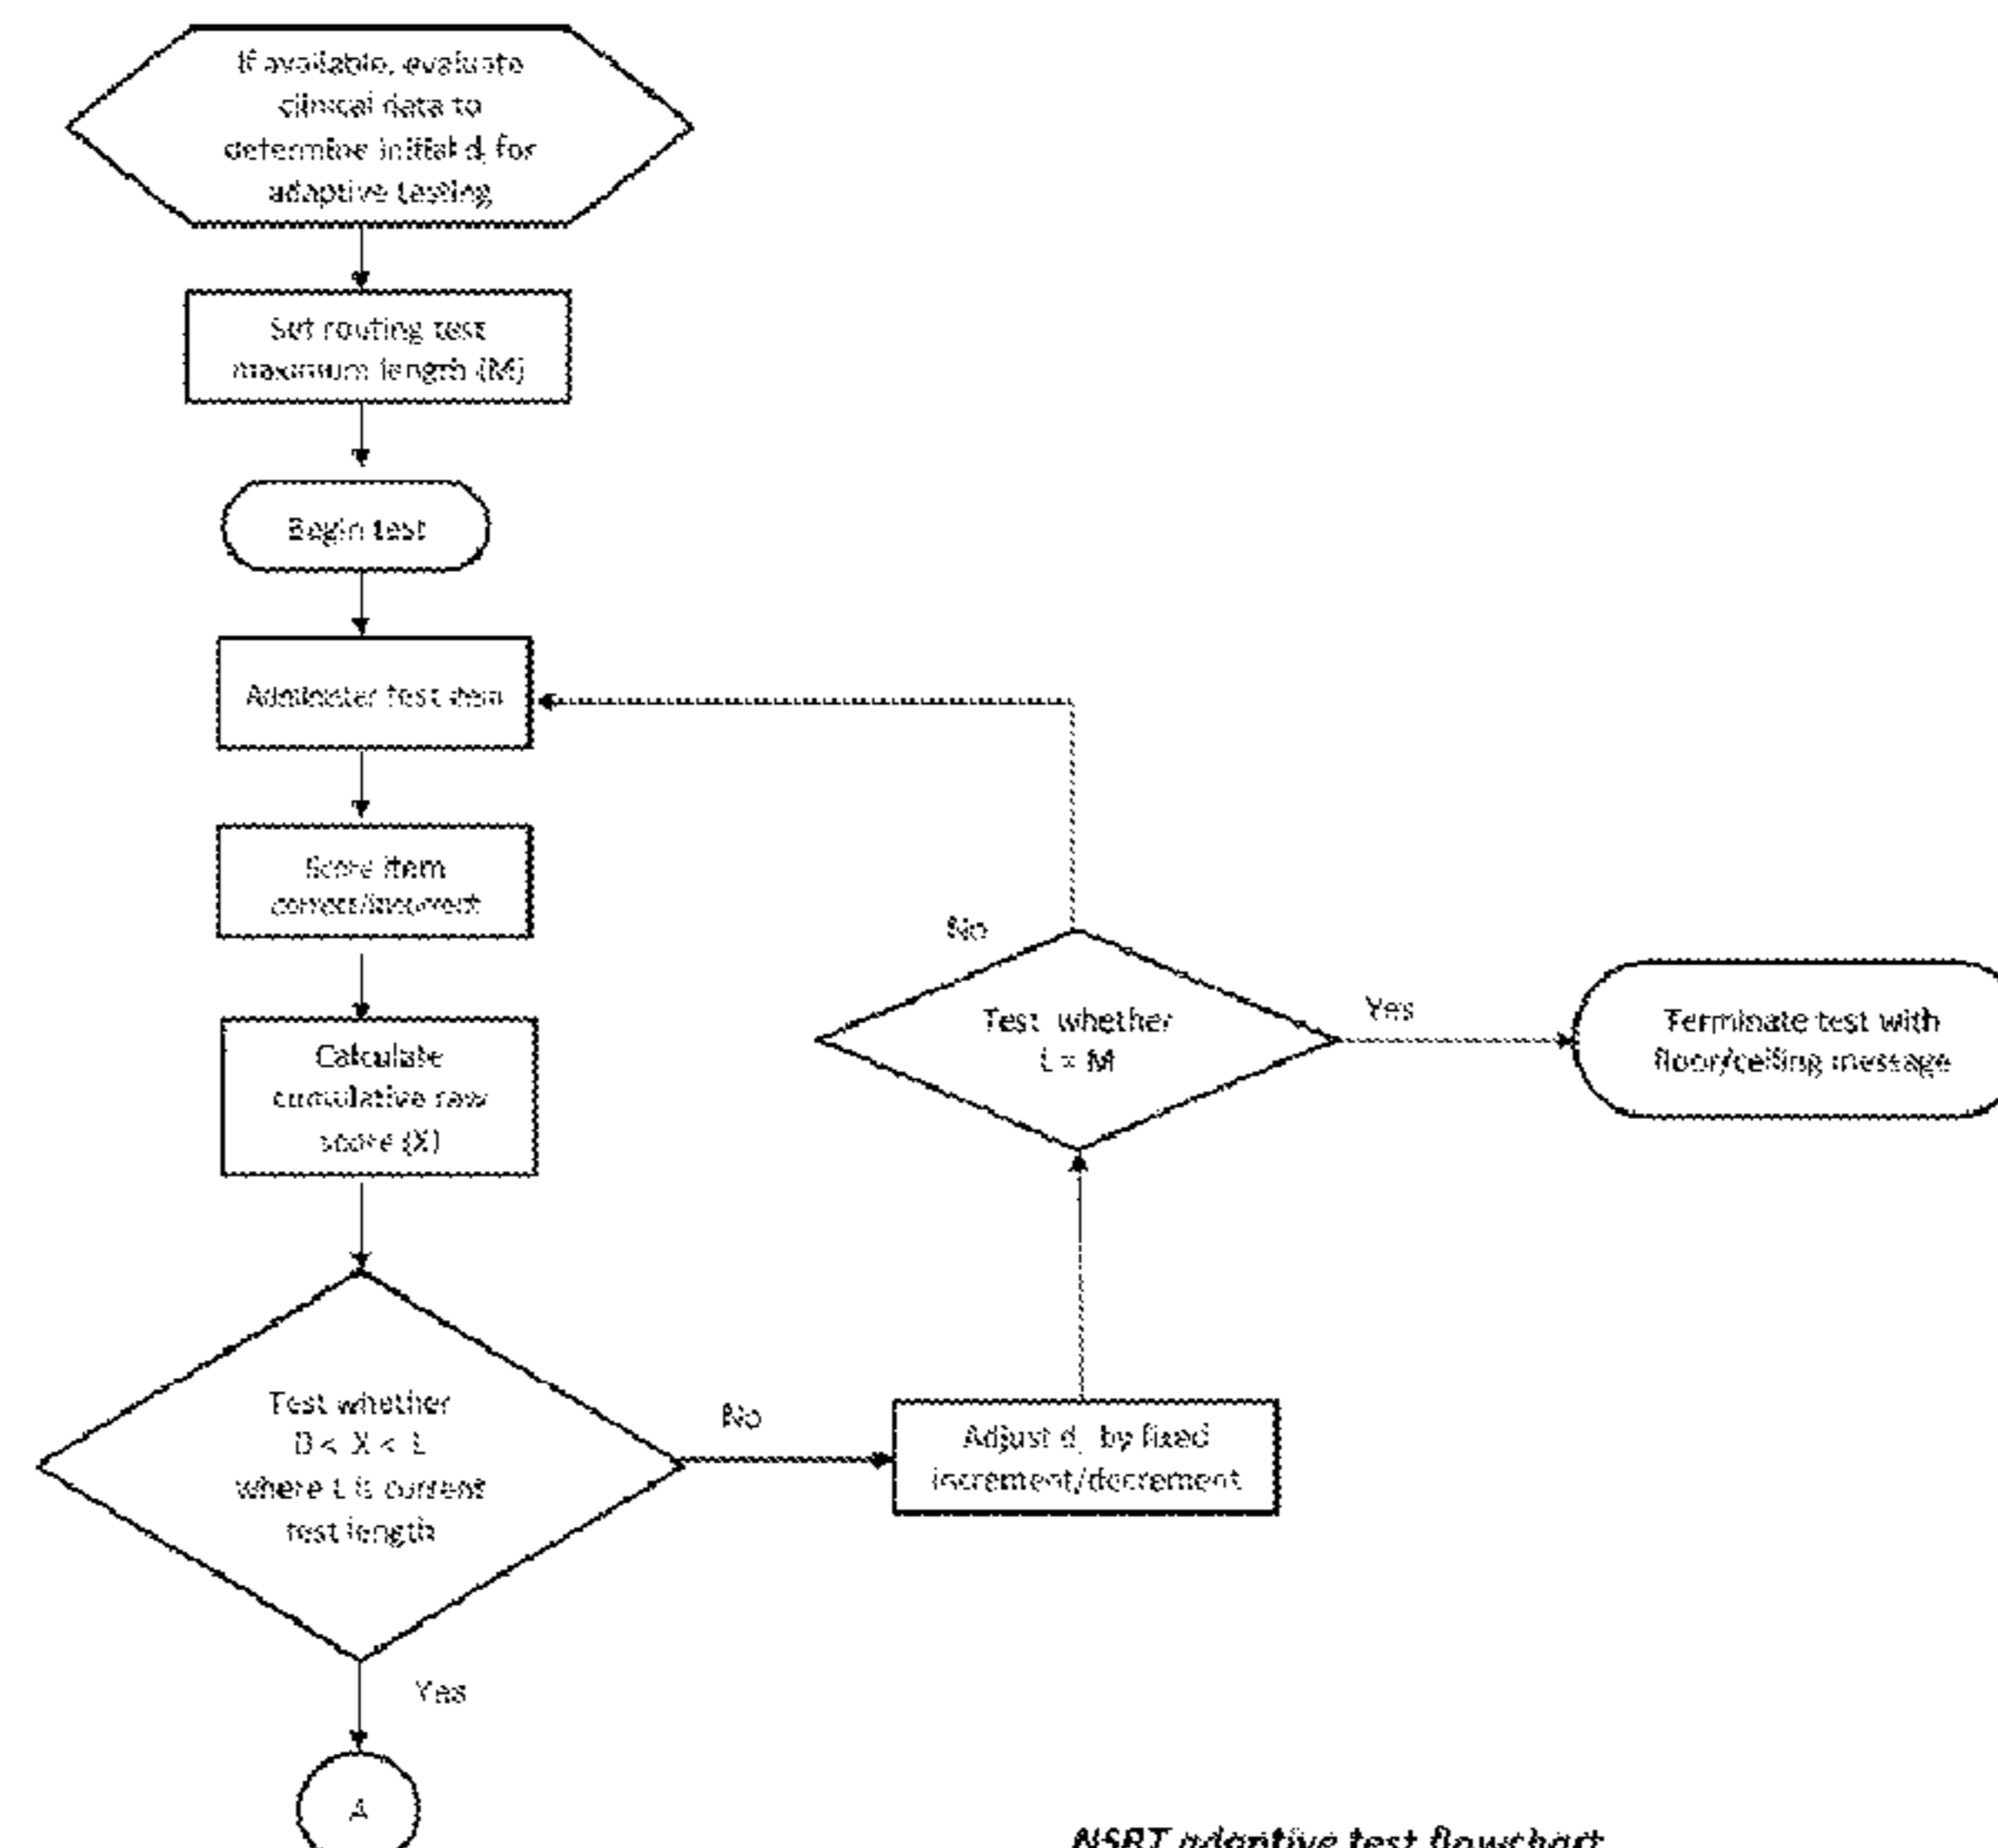 If available, evaluate
clinical data to
determine initial dᵢ for
adaptive testing
Set routing test
maximum length (M)
Begin test
Administer test item
Score item
correct/incorrect
Calculate
cumulative raw
score (X)
Test whether
0 < X < L
where L is current
test length
No
Adjust dᵢ by fixed
increment/decrement
Test whether
L = M
No
Yes
Terminate test with
floor/ceiling message
Yes
A
NSRT adaptive test flowchart